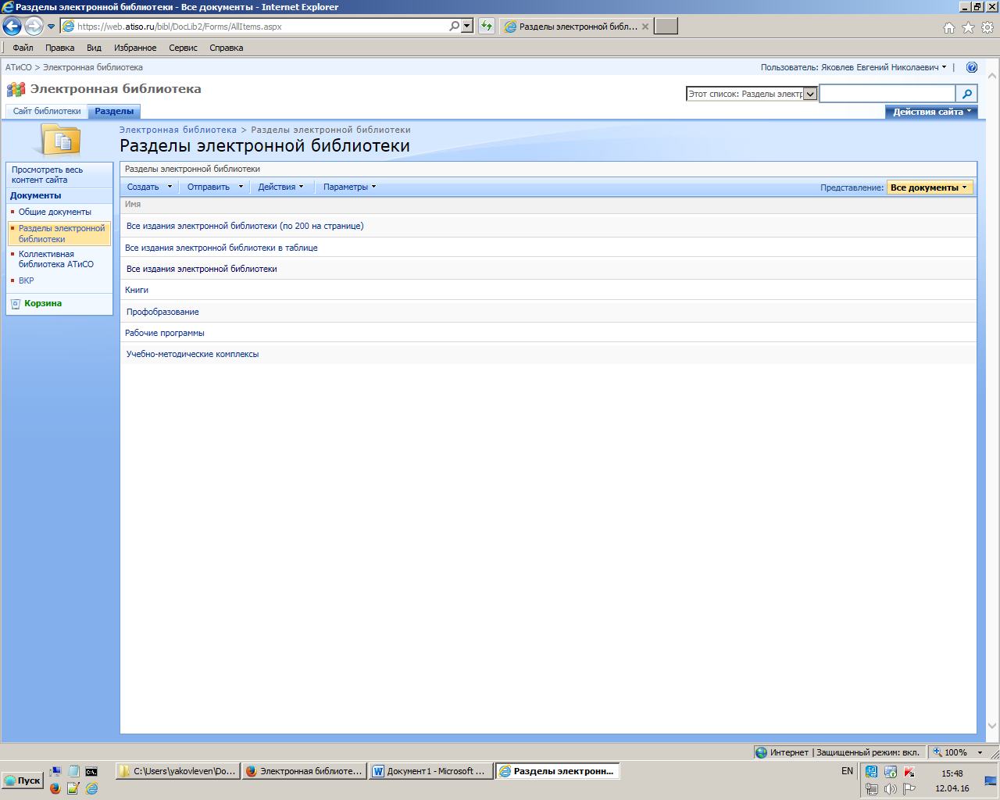 Разделы электронной библиотеки - Все документы - Internet Explorer
https://web.atiso.ru/bibl/DocLib2/Forms/AllItems.aspx
Разделы электронной библ...
Файл Правка Вид Избранное Сервис Справка
АТиСО > Электронная библиотека
Пользователь: Яковлев Евгений Николаевич
Электронная библиотека
Этот список: Разделы электр
Сайт библиотеки Разделы
Действия сайта
Электронная библиотека > Разделы электронной библиотеки
Разделы электронной библиотеки
Просмотреть весь
контент сайта
Документы
Общие документы
Разделы электронной
библиотеки
Коллективная
библиотека АТиСО
ВКР
Корзина
Разделы электронной библиотеки
Создать Отправить Действия Параметры
Представление: Все документы
Имя
Все издания электронной библиотеки (по 200 на странице)
Все издания электронной библиотеки в таблице
Все издания электронной библиотеки
Книги
Профобразование
Рабочие программы
Учебно-методические комплексы
Интернет | Защищенный режим: вкл.
100%
Пуск
C:\Users\yakovleven\Do...
Электронная библиоте...
Документ1 - Microsoft ...
Разделы электронн...
EN
15:48
12.04.16